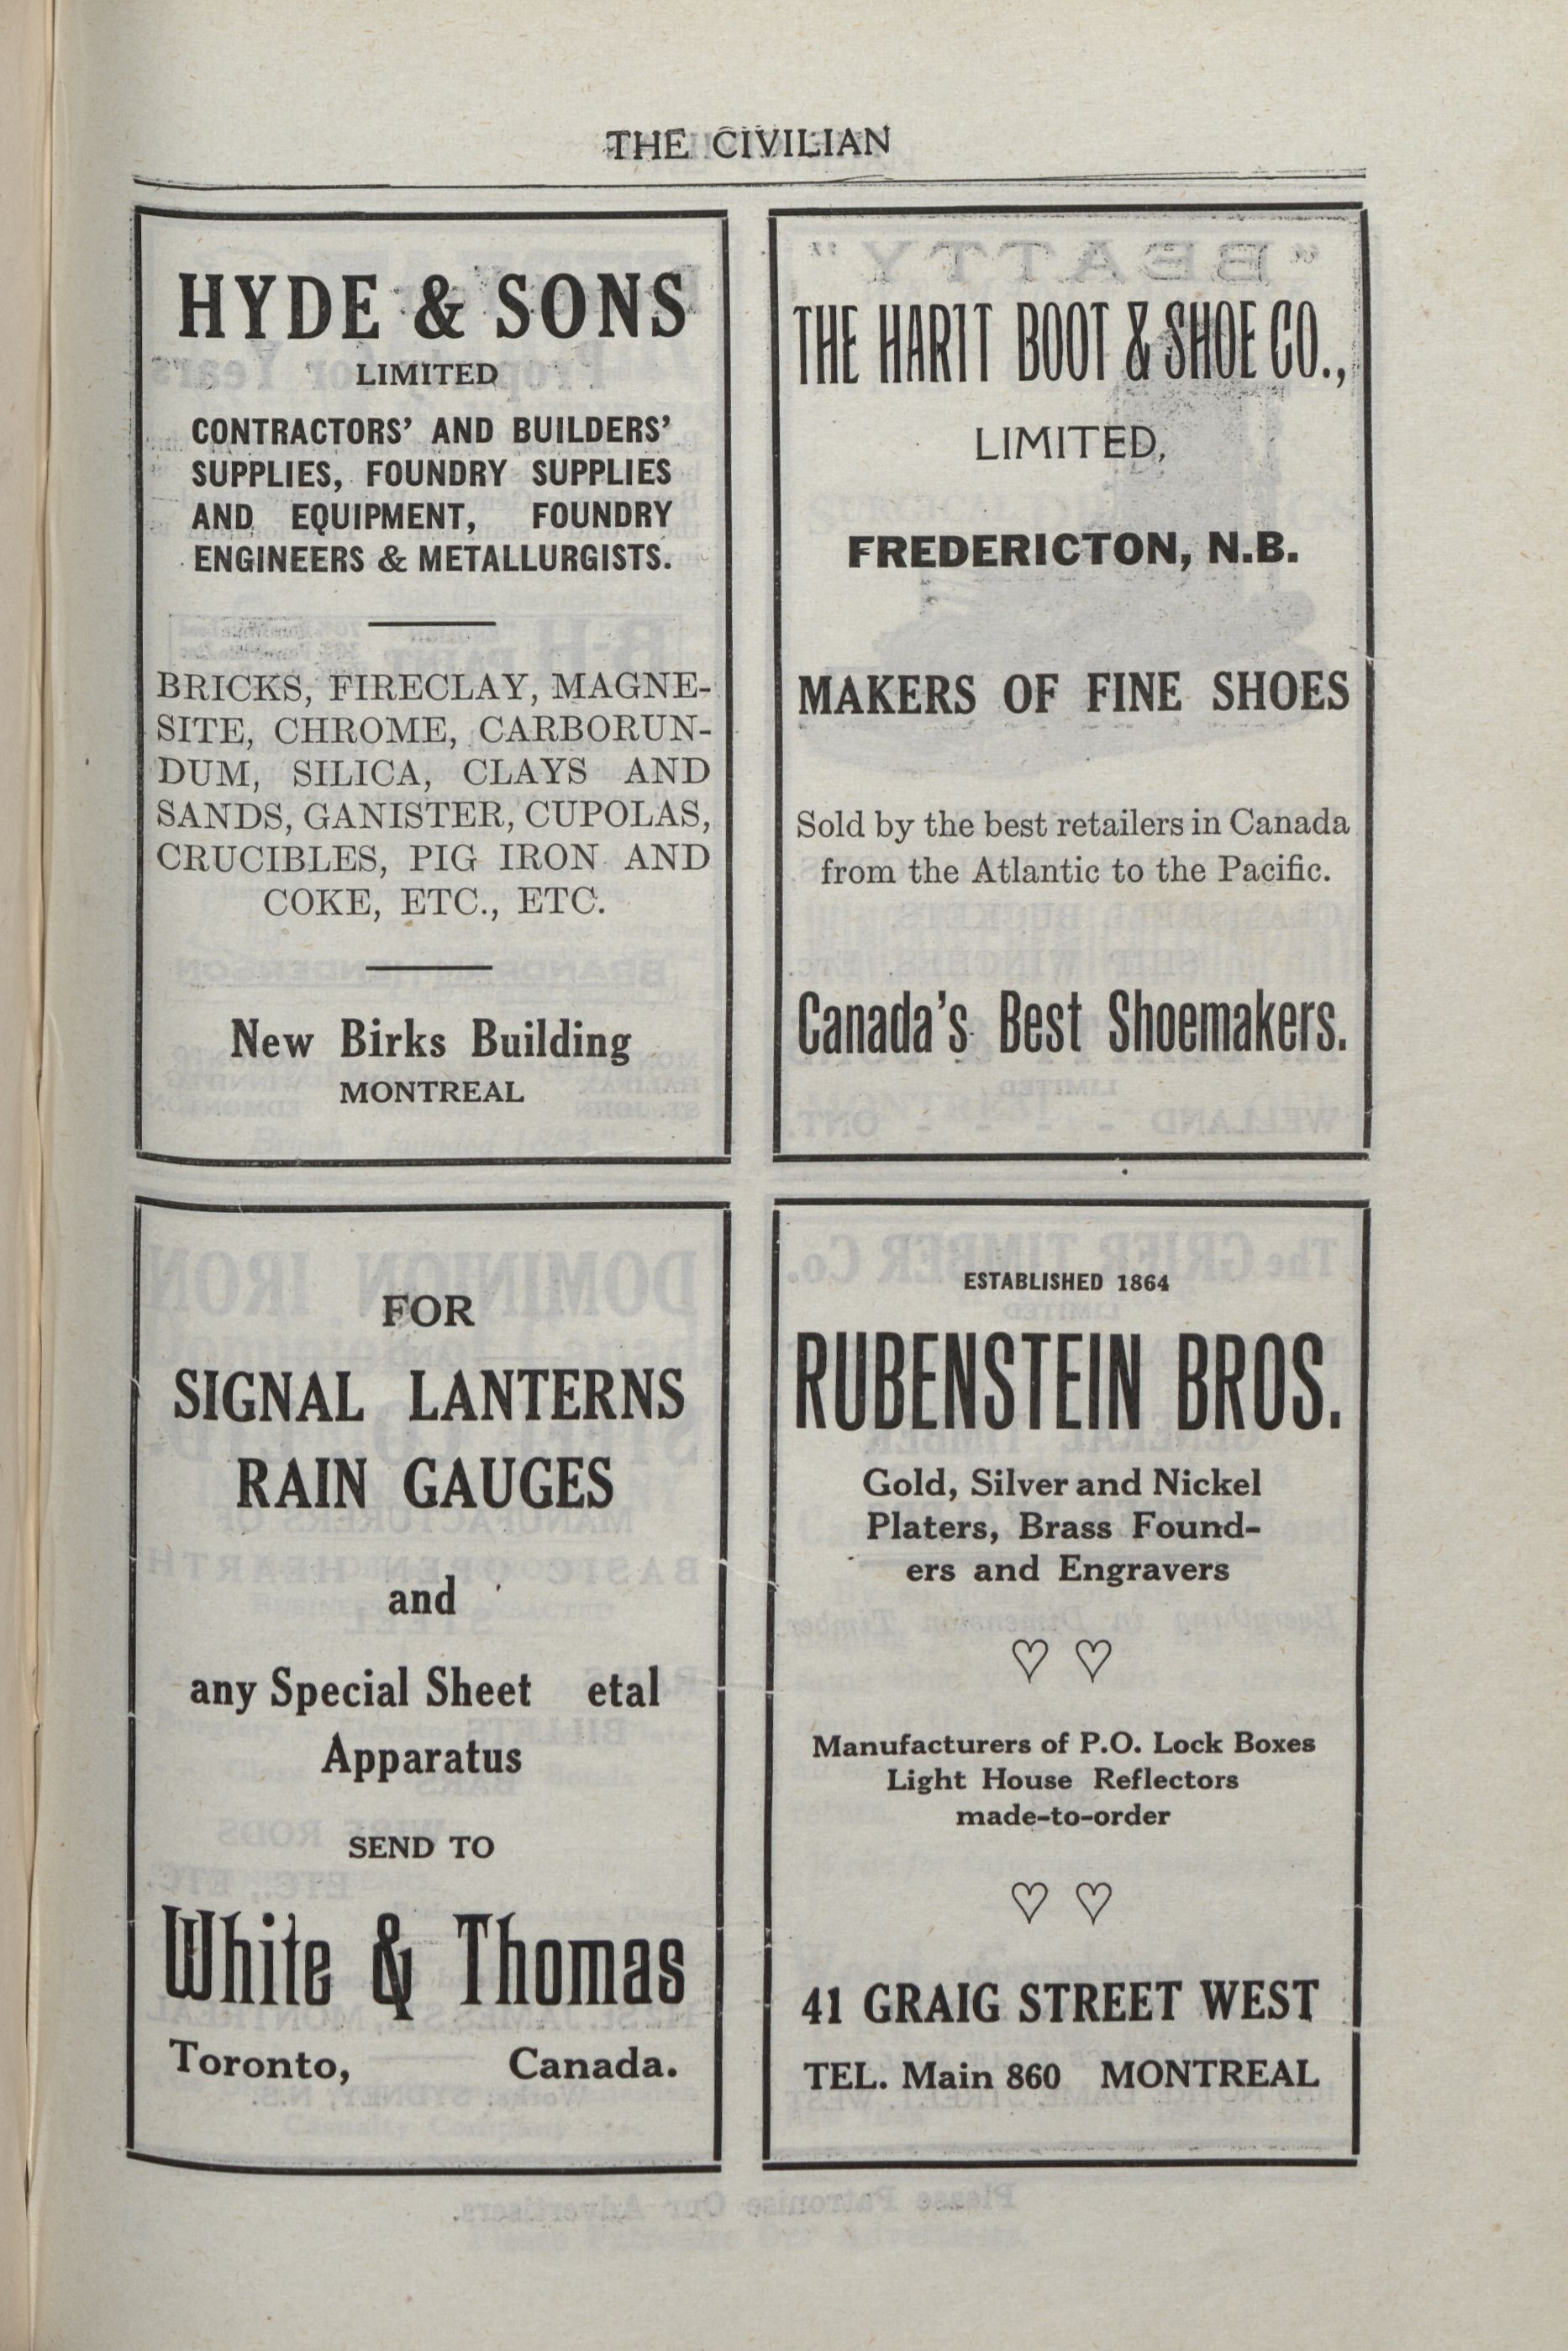 THE CIVILIAN
HYDE & SONS
LIMITED
CONTRACTORS' AND BUILDERS'
SUPPLIES, FOUNDRY SUPPLIES
AND EQUIPMENT, FOUNDRY
ENGINEERS & METALLURGISTS.
BRICKS, FIRECLAY, MAGNE-
SITE, CHROME, CARBORUN-
DUM, SILICA, CLAYS AND
SANDS, GANISTER, CUPOLAS,
CRUCIBLES, PIG IRON AND
COKE, ETC., ETC.
New Birks Building
MONTREAL
THE HARTT BOOT & SHOE CO.,
LIMITED,
FREDERICTON, N.B.
MAKERS OF FINE SHOES
Sold by the best retailers in Canada
from the Atlantic to the Pacific.
Canada's Best Shoemakers.
FOR
SIGNAL LANTERNS
RAIN GAUGES
and
any Special Sheet etal
Apparatus
SEND TO
White & Thomas
Toronto, Canada.
ESTABLISHED 1864
RUBENSTEIN BROS.
Gold, Silver and Nickel
Platers, Brass Found-
ers and Engravers
♡ ♡
Manufacturers of P.O. Lock Boxes
Light House Reflectors
made-to-order
♡ ♡
41 GRAIG STREET WEST
TEL. Main 860 MONTREAL